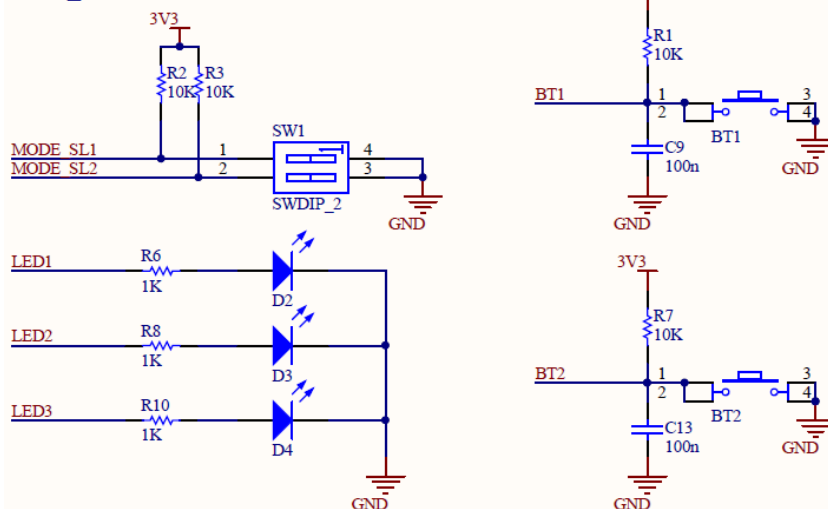 3V3
R2
10K
R3
10K
SW1
MODE_SL1
1
4
MODE_SL2
2
3
SWDIP_2
GND
LED1
R6
1K
D2
LED2
R8
1K
D3
LED3
R10
1K
D4
GND
R1
10K
BT1
1
2
3
4
BT1
C9
100n
GND
GND
3V3
R7
10K
BT2
1
2
3
4
BT2
C13
100n
GND
GND